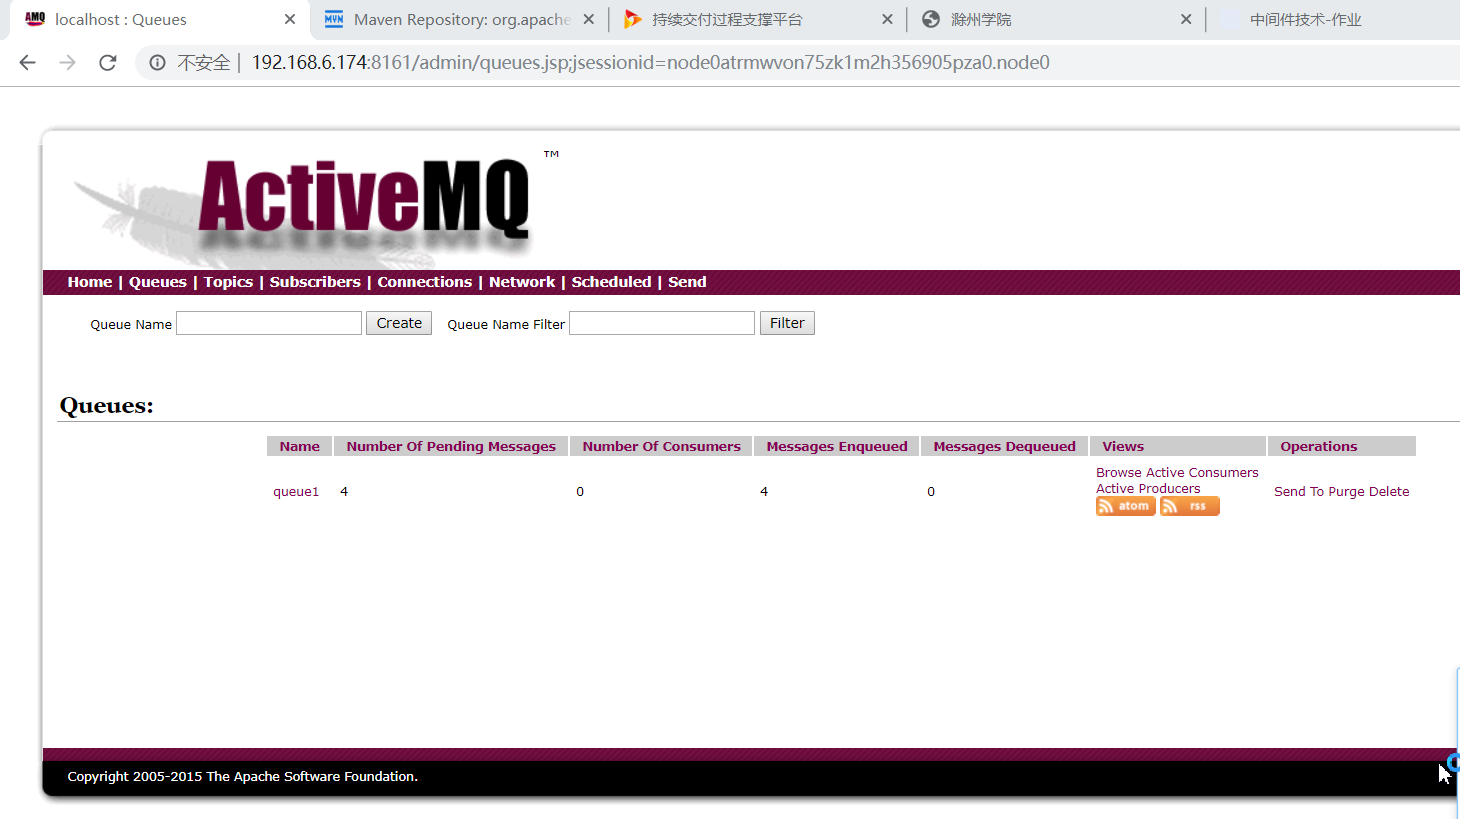 localhost : Queues
Maven Repository: org.apache
持续交付过程支撑平台
滁州学院
中间件技术-作业
不安全 | 192.168.6.174:8161/admin/queues.jsp;jsessionid=node0atrmwvon75zk1m2h356905pza0.node0
ActiveMQ ™
Home | Queues | Topics | Subscribers | Connections | Network | Scheduled | Send
Queue Name Create Queue Name Filter Filter
Queues:
Name Number Of Pending Messages Number Of Consumers Messages Enqueued Messages Dequeued Views Operations
queue1 4 0 4 0 Browse Active Consumers
Active Producers
atom rss
Send To Purge Delete
Copyright 2005-2015 The Apache Software Foundation.